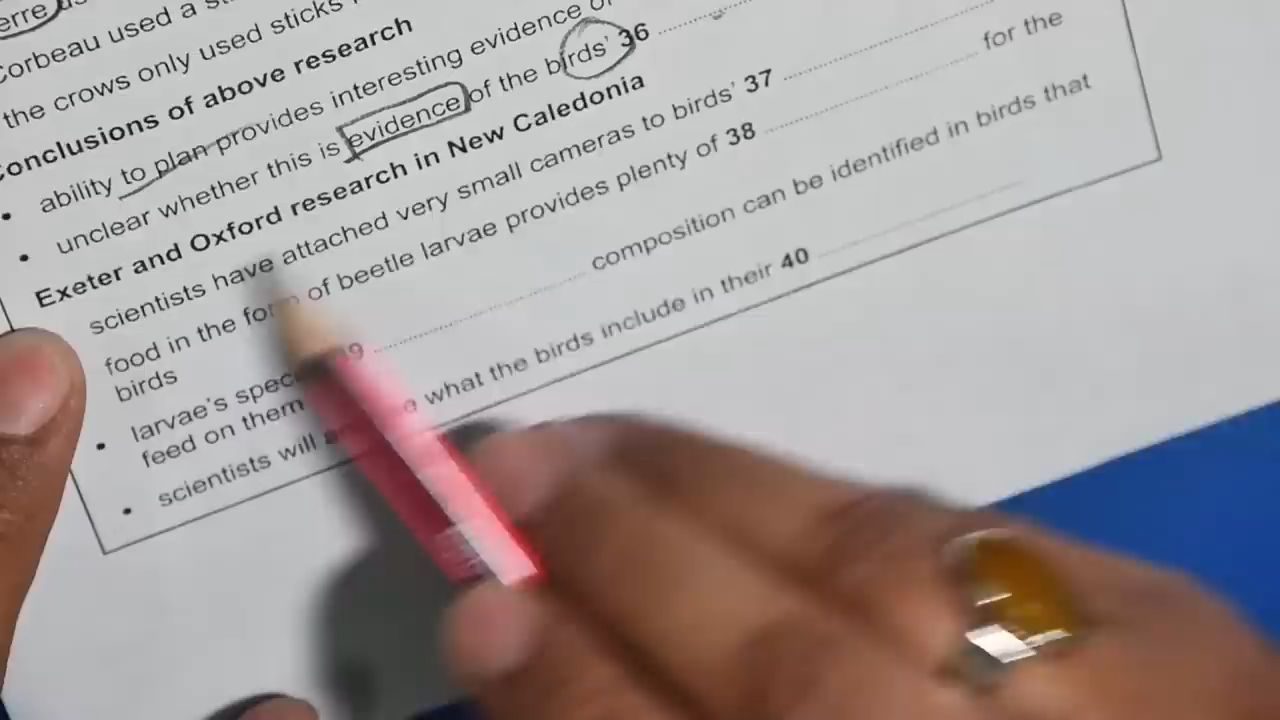 erre
Corbeau used a
the crows only used sticks
Conclusions of above research
• ability to plan provides interesting evidence of
• unclear whether this is evidence of the birds' 36 ..........
Exeter and Oxford research in New Caledonia
scientists have attached very small cameras to birds' 37 ..........
food in the form of beetle larvae provides plenty of 38 .......... for the
birds
• larvae's 39 .......... composition can be identified in birds that
feed on them
• scientists will what the birds include in their 40 ..........